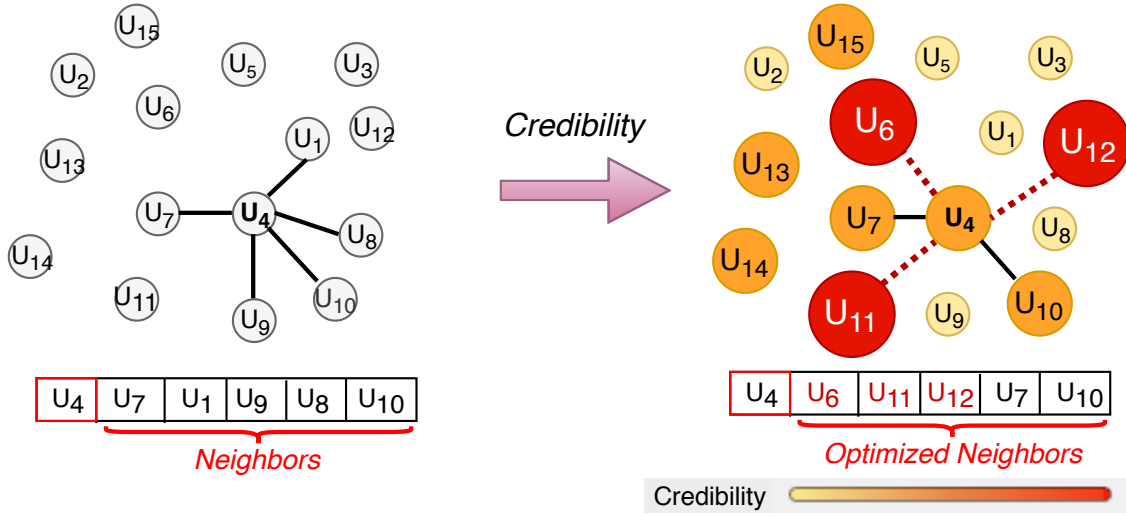 U15
U2
U5
U3
U6
U12
U1
U13
U7
U4
U8
U14
U11
U10
U9
U4 U7 U1 U9 U8 U10
Neighbors
Credibility
U15
U2
U5
U3
U6
U1
U12
U13
U7
U4
U8
U14
U11
U10
U9
U4 U6 U11 U12 U7 U10
Optimized Neighbors
Credibility